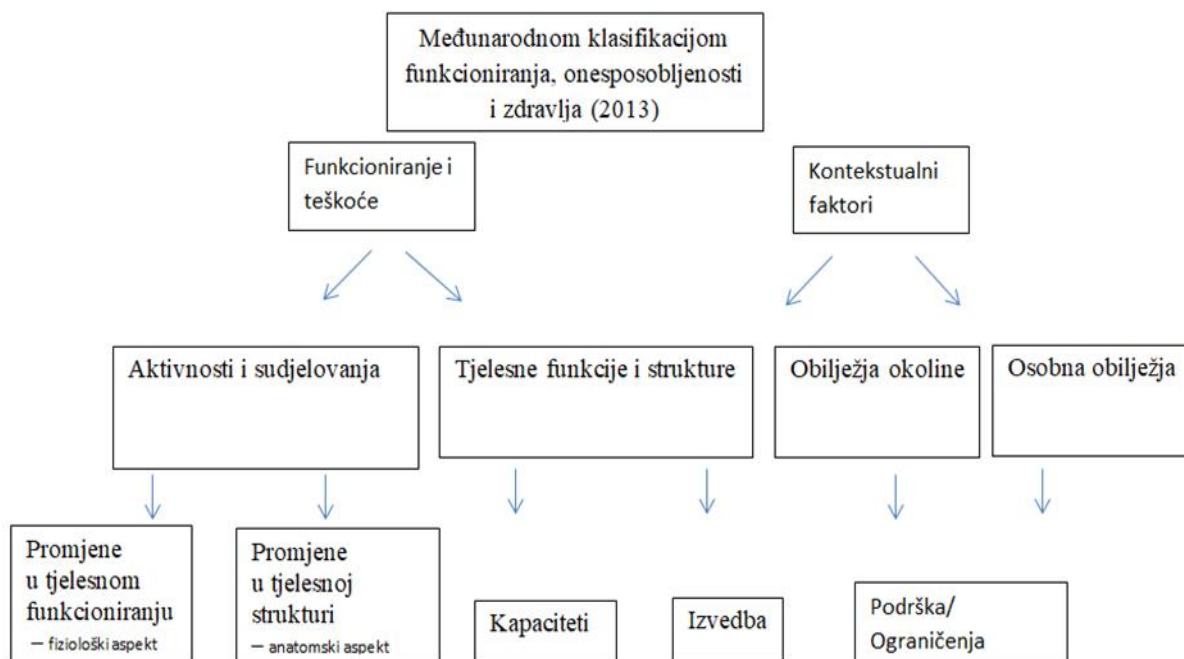 Međunarodnom klasifikacijom
funkcioniranja, onesposobljenosti
i zdravlja (2013)
Funkcioniranje i
teškoće
Kontekstualni
faktori
Aktivnosti i sudjelovanja
Tjelesne funkcije i strukture
Obilježja okoline
Osobna obilježja
Promjene
u tjelesnom
funkcioniranju
— fiziološki aspekt
Promjene
u tjelesnoj
strukturi
— anatomski aspekt
Kapaciteti
Izvedba
Podrška/
Ograničenja